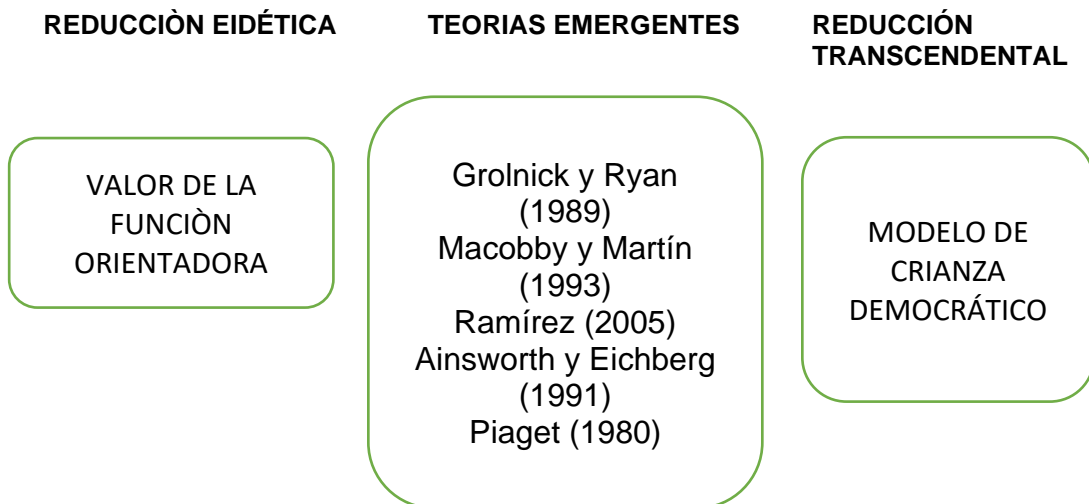 REDUCCIÒN EIDÉTICA
TEORIAS EMERGENTES
REDUCCIÓN
TRANSCENDENTAL
VALOR DE LA
FUNCIÒN
ORIENTADORA
Grolnick y Ryan
(1989)
Macobby y Martín
(1993)
Ramírez (2005)
Ainsworth y Eichberg
(1991)
Piaget (1980)
MODELO DE
CRIANZA
DEMOCRÁTICO